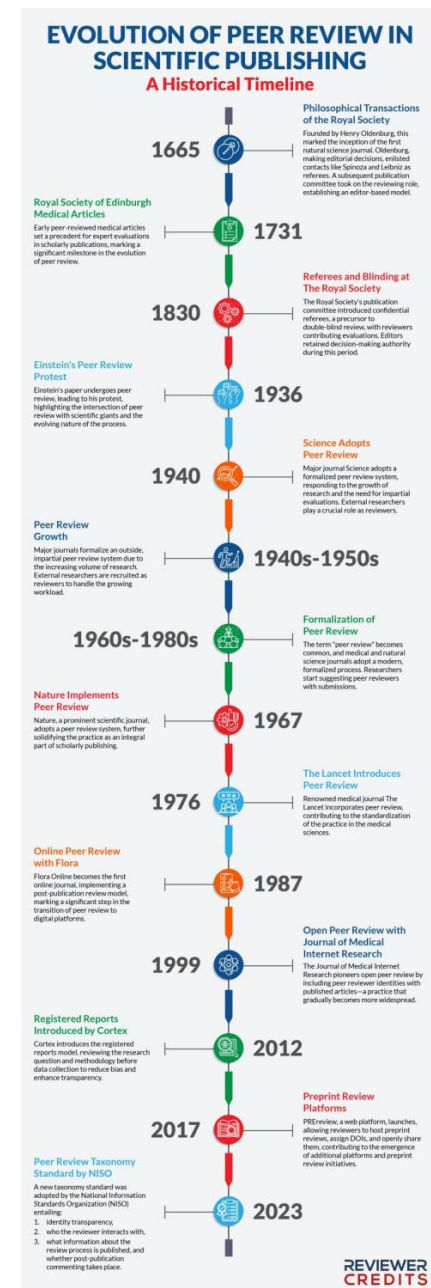 EVOLUTION OF PEER REVIEW IN
SCIENTIFIC PUBLISHING
A Historical Timeline
1665
Philosophical Transactions
of the Royal Society
Founded by Henry Oldenburg, this
marked the inception of the first
natural science journal. Oldenburg,
making editorial decisions, enlisted
contacts like Spinoza and Leibniz as
referees. A subsequent publication
committee took on the reviewing role,
establishing an editor-based model.
Royal Society of Edinburgh
Medical Articles
Early peer-reviewed medical articles
set a precedent for expert evaluations
in scholarly publications, marking a
significant milestone in the evolution
of peer review.
1731
1830
Referees and Blinding at
The Royal Society
The Royal Society's publication
committee introduced confidential
referees, a precursor to
double-blind review, with reviewers
contributing evaluations. Editors
retained decision-making authority
during this period.
Einstein's Peer Review
Protest
Einstein's paper undergoes peer
review, leading to his protest,
highlighting the intersection of peer
review with scientific giants and the
evolving nature of the process.
1936
1940
Science Adopts
Peer Review
Major journal Science adopts a
formalized peer review system,
responding to the growth of
research and the need for impartial
evaluations. External researchers
play a crucial role as reviewers.
Peer Review
Growth
Major journals formalize an outside,
impartial peer review system due to
the increasing volume of research.
External researchers are recruited as
reviewers to handle the growing
workload.
1940s-1950s
1960s-1980s
Formalization of
Peer Review
The term "peer review" becomes
common, and medical and natural
science journals adopt a modern,
formalized process. Researchers
start suggesting peer reviewers
with submissions.
Nature Implements
Peer Review
Nature, a prominent scientific journal,
adopts a peer review system, further
solidifying the practice as an integral
part of scholarly publishing.
1967
1976
The Lancet Introduces
Peer Review
Renowned medical journal The
Lancet incorporates peer review,
contributing to the standardization
of the practice in the medical
sciences.
Online Peer Review
with Flora
Flora Online becomes the first
online journal, implementing a
post-publication review model,
marking a significant step in the
transition of peer review to
digital platforms.
1987
1999
Open Peer Review with
Journal of Medical
Internet Research
The Journal of Medical Internet
Research pioneers open peer review by
including peer reviewer identities with
published articles—a practice that
gradually becomes more widespread.
Registered Reports
Introduced by Cortex
Cortex introduces the registered
reports model, reviewing the research
question and methodology before
data collection to reduce bias and
enhance transparency.
2012
2017
Preprint Review
Platforms
PREreview, a web platform, launches,
allowing reviewers to host preprint
reviews, assign DOIs, and openly share
them, contributing to the emergence
of additional platforms and preprint
review initiatives.
Peer Review Taxonomy
Standard by NISO
A new taxonomy standard was
adopted by the National Information
Standards Organization (NISO)
entailing:
1. identity transparency,
2. who the reviewer interacts with,
3. what information about the
review process is published, and
whether post-publication
commenting takes place.
2023
REVIEWER
CREDITS